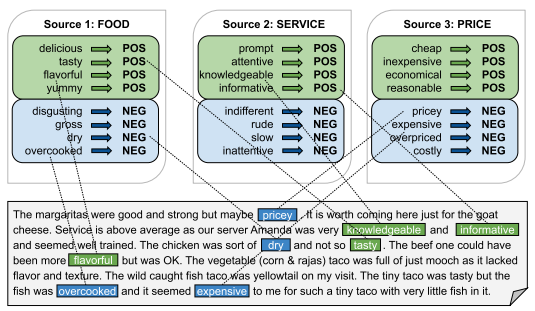 Source 1: FOOD
delicious POS
tasty POS
flavorful POS
yummy POS
disgusting NEG
gross NEG
dry NEG
overcooked NEG
Source 2: SERVICE
prompt POS
attentive POS
knowledgeable POS
informative POS
indifferent NEG
rude NEG
slow NEG
inattentive NEG
Source 3: PRICE
cheap POS
inexpensive POS
economical POS
reasonable POS
pricey NEG
expensive NEG
overpriced NEG
costly NEG
The margaritas were good and strong but maybe pricey . It is worth coming here just for the goat
cheese. Service is above average as our server Amanda was very knowledgeable and informative
and seemed well trained. The chicken was sort of dry and not so tasty . The beef one could have
been more flavorful but was OK. The vegetable (corn & rajas) taco was full of just mooch as it lacked
flavor and texture. The wild caught fish taco was yellowtail on my visit. The tiny taco was tasty but the
fish was overcooked and it seemed expensive to me for such a tiny taco with very little fish in it.